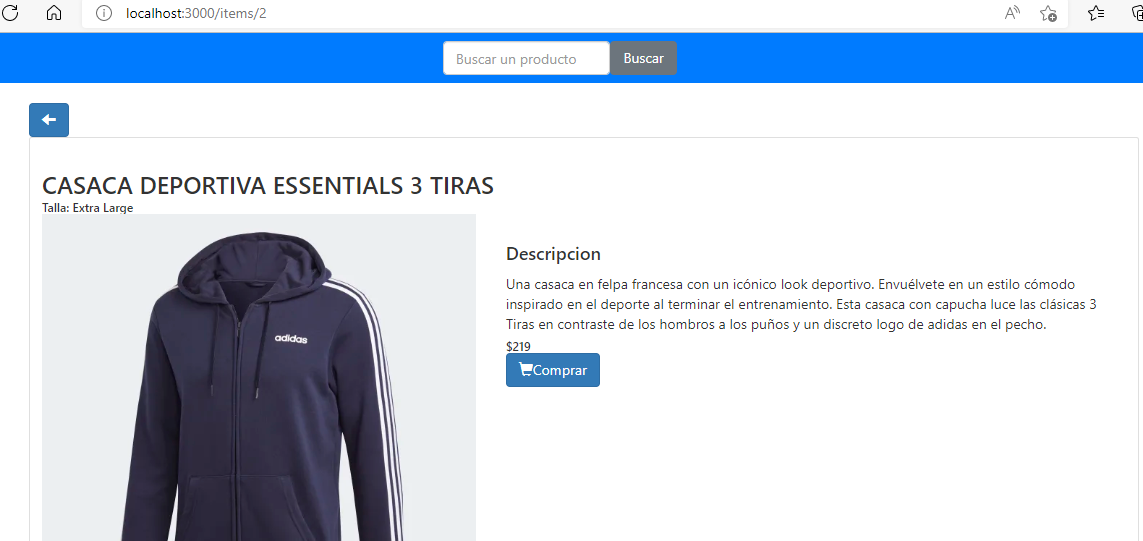 localhost:3000/items/2
Buscar un producto
Buscar
CASACA DEPORTIVA ESSENTIALS 3 TIRAS
Talla: Extra Large
adidas
Descripcion
Una casaca en felpa francesa con un icónico look deportivo. Envuélvete en un estilo cómodo
inspirado en el deporte al terminar el entrenamiento. Esta casaca con capucha luce las clásicas 3
Tiras en contraste de los hombros a los puños y un discreto logo de adidas en el pecho.
$219
Comprar